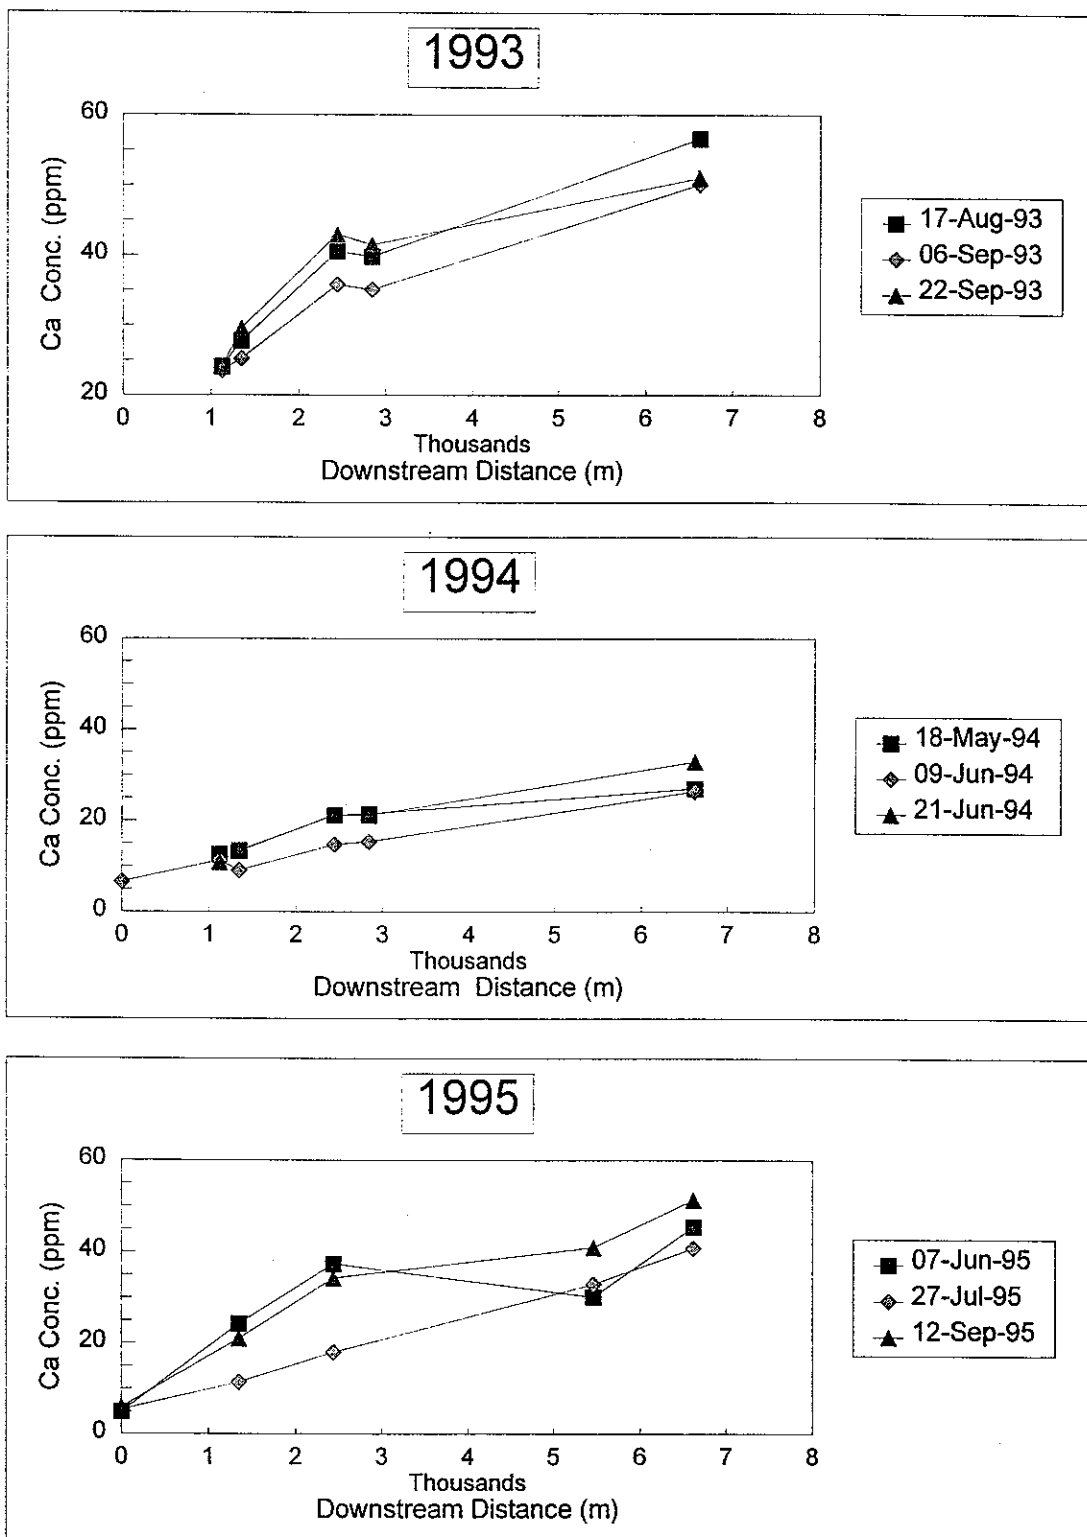 1993
60
40
20
Ca Conc. (ppm)
0 1 2 3 4 5 6 7 8
Thousands
Downstream Distance (m)
17-Aug-93
06-Sep-93
22-Sep-93
1994
60
40
20
0
Ca Conc. (ppm)
0 1 2 3 4 5 6 7 8
Thousands
Downstream Distance (m)
18-May-94
09-Jun-94
21-Jun-94
1995
60
40
20
0
Ca Conc. (ppm)
0 1 2 3 4 5 6 7 8
Thousands
Downstream Distance (m)
07-Jun-95
27-Jul-95
12-Sep-95